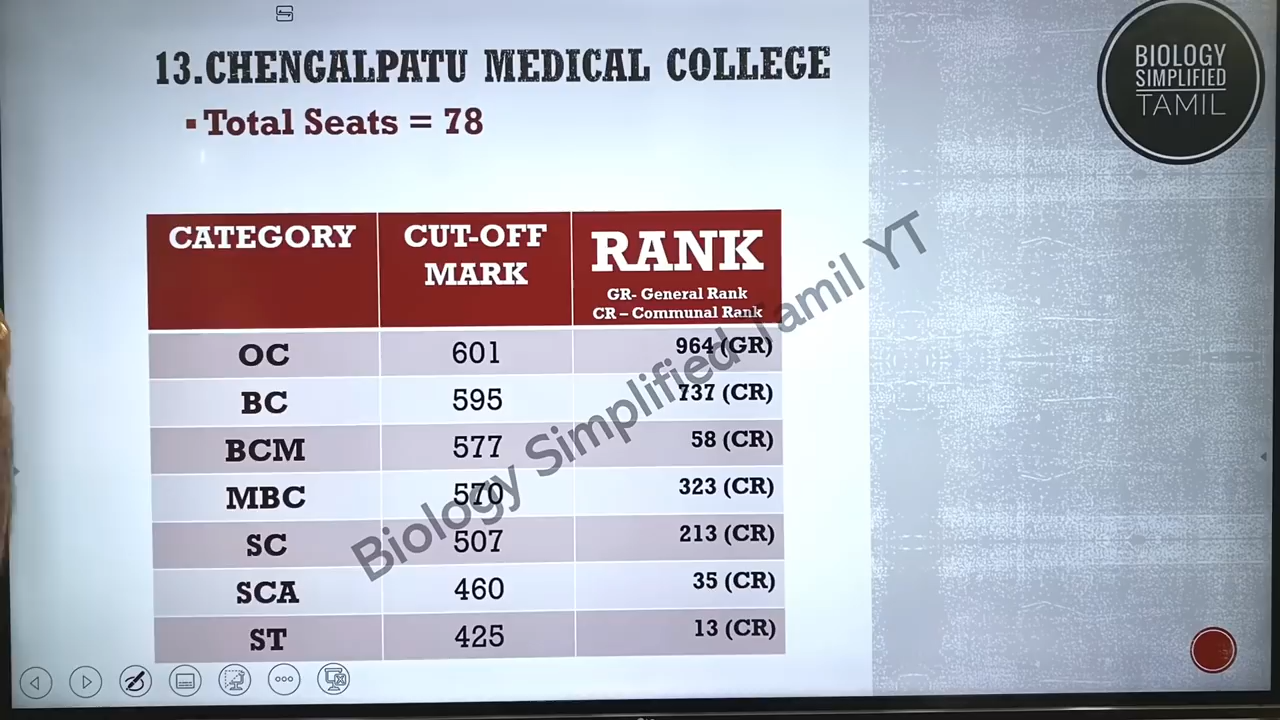 13.CHENGALPATU MEDICAL COLLEGE
▪ Total Seats = 78
BIOLOGY
SIMPLIFIED
TAMIL
CATEGORY CUT-OFF MARK RANK
GR- General Rank
CR – Communal Rank
OC 601 964 (GR)
BC 595 737 (CR)
BCM 577 58 (CR)
MBC 570 323 (CR)
SC 507 213 (CR)
SCA 460 35 (CR)
ST 425 13 (CR)
Biology Simplified Tamil YT